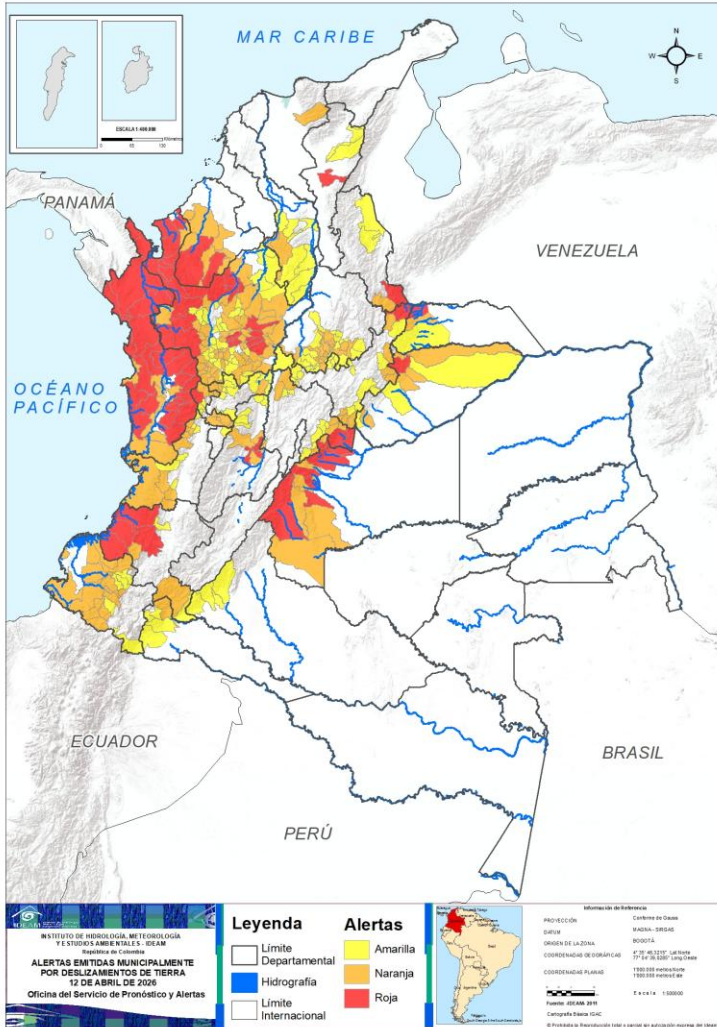 MAR CARIBE
N
W E
S
ESCALA 1:400.000
PANAMÁ
VENEZUELA
OCÉANO
PACÍFICO
ECUADOR
BRASIL
PERÚ
IDEAM
INSTITUTO DE HIDROLOGÍA, METEOROLOGÍA
Y ESTUDIOS AMBIENTALES - IDEAM
República de Colombia
ALERTAS EMITIDAS MUNICIPALMENTE
POR DESLIZAMIENTOS DE TIERRA
12 DE ABRIL DE 2026
Oficina del Servicio de Pronóstico y Alertas
Leyenda
Límite
Departamental
Hidrografía
Límite
Internacional
Alertas
Amarilla
Naranja
Roja
Información de Referencia
PROYECCIÓN Conforme de Gauss
DATUM MAGNA - SIRGAS
ORIGEN DE LA ZONA BOGOTÁ
COORDENADAS GEOGRÁFICAS
COORDENADAS PLANAS
Fuente: IDEAM 2019
Cartografía Básica IGAC